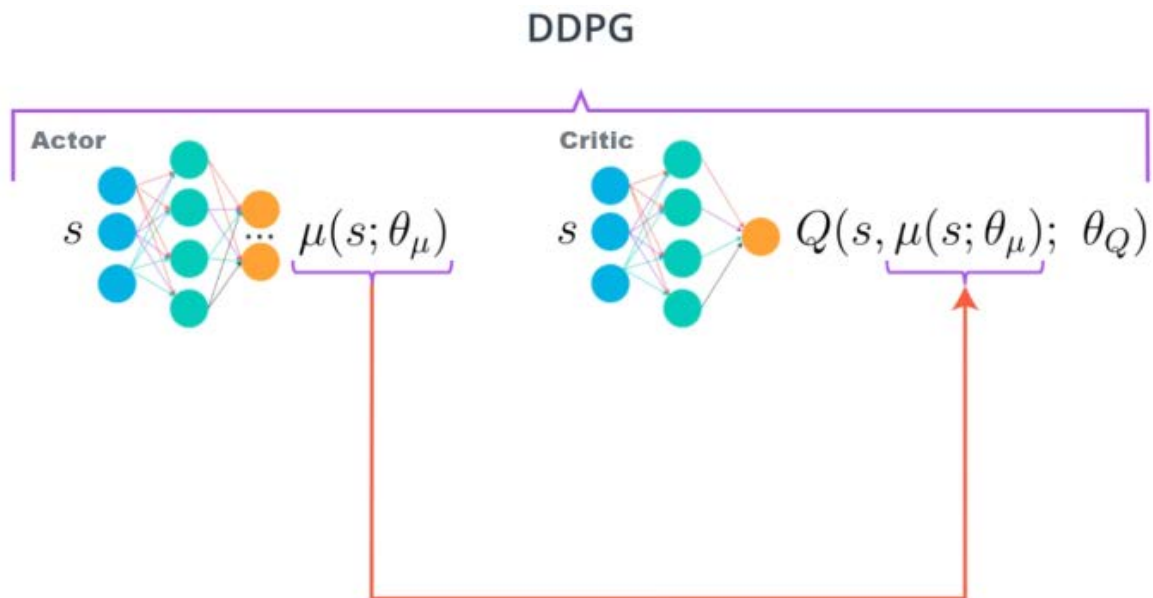 DDPG
Actor
Critic
s
...
μ(s; θ_μ)
s
Q(s, μ(s; θ_μ); θ_Q)